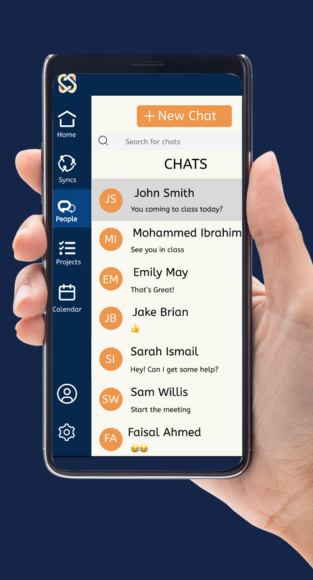 + New Chat
Search for chats
CHATS
Home
Syncs
People
Projects
Calendar
JS
John Smith
You coming to class today?
MI
Mohammed Ibrahim
See you in class
EM
Emily May
That's Great!
JB
Jake Brian
👍
SI
Sarah Ismail
Hey! Can I get some help?
SW
Sam Willis
Start the meeting
FA
Faisal Ahmed
😂😂